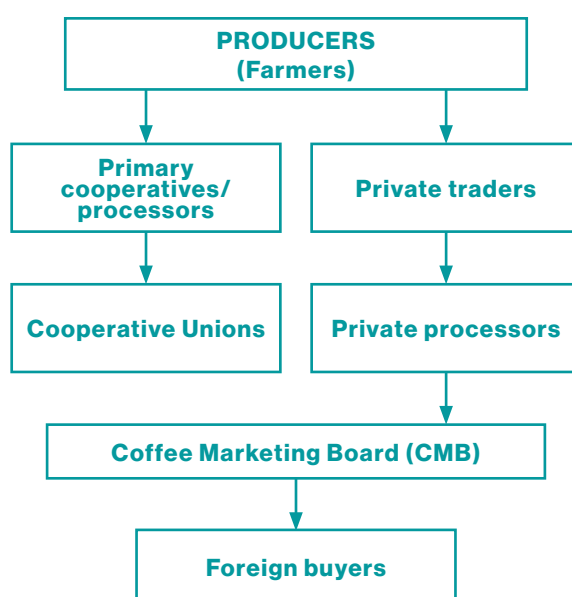 PRODUCERS
(Farmers)
Primary
cooperatives/
processors
Private traders
Cooperative Unions
Private processors
Coffee Marketing Board (CMB)
Foreign buyers